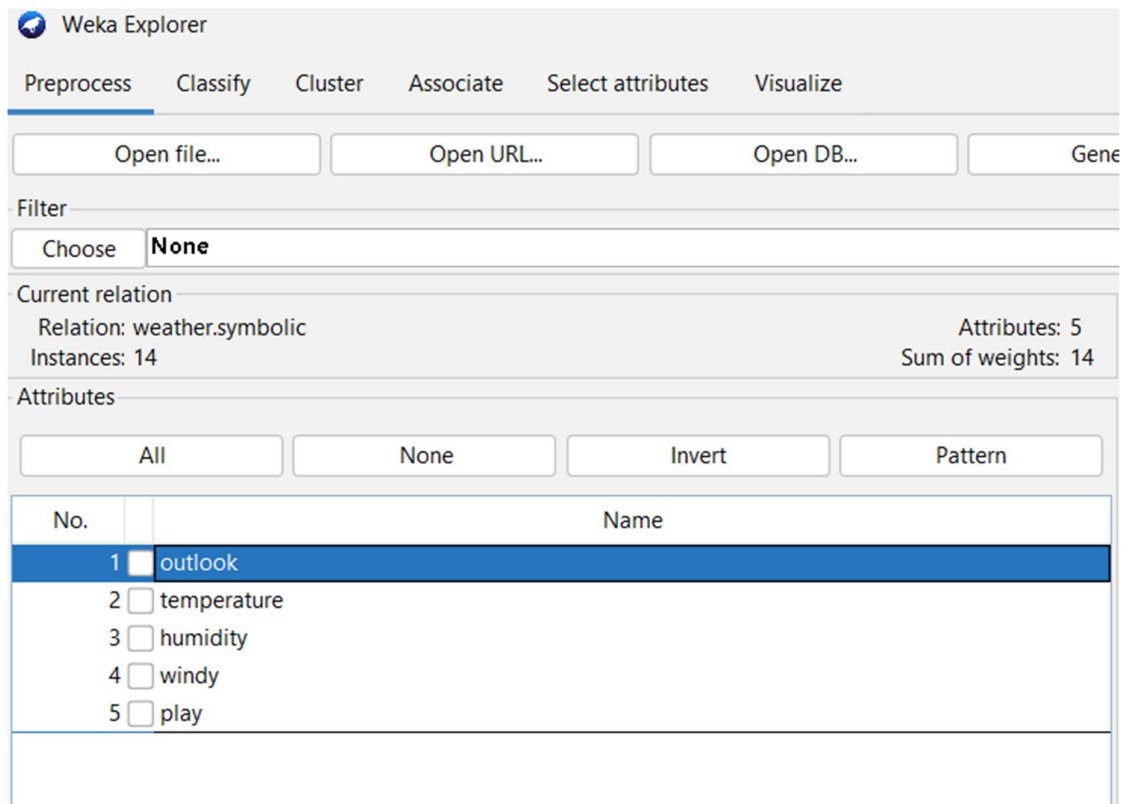 Weka Explorer
Preprocess Classify Cluster Associate Select attributes Visualize
Open file... Open URL... Open DB... Gene
Filter
Choose None
Current relation
Relation: weather.symbolic Attributes: 5
Instances: 14 Sum of weights: 14
Attributes
All None Invert Pattern
No. Name
1 outlook
2 temperature
3 humidity
4 windy
5 play